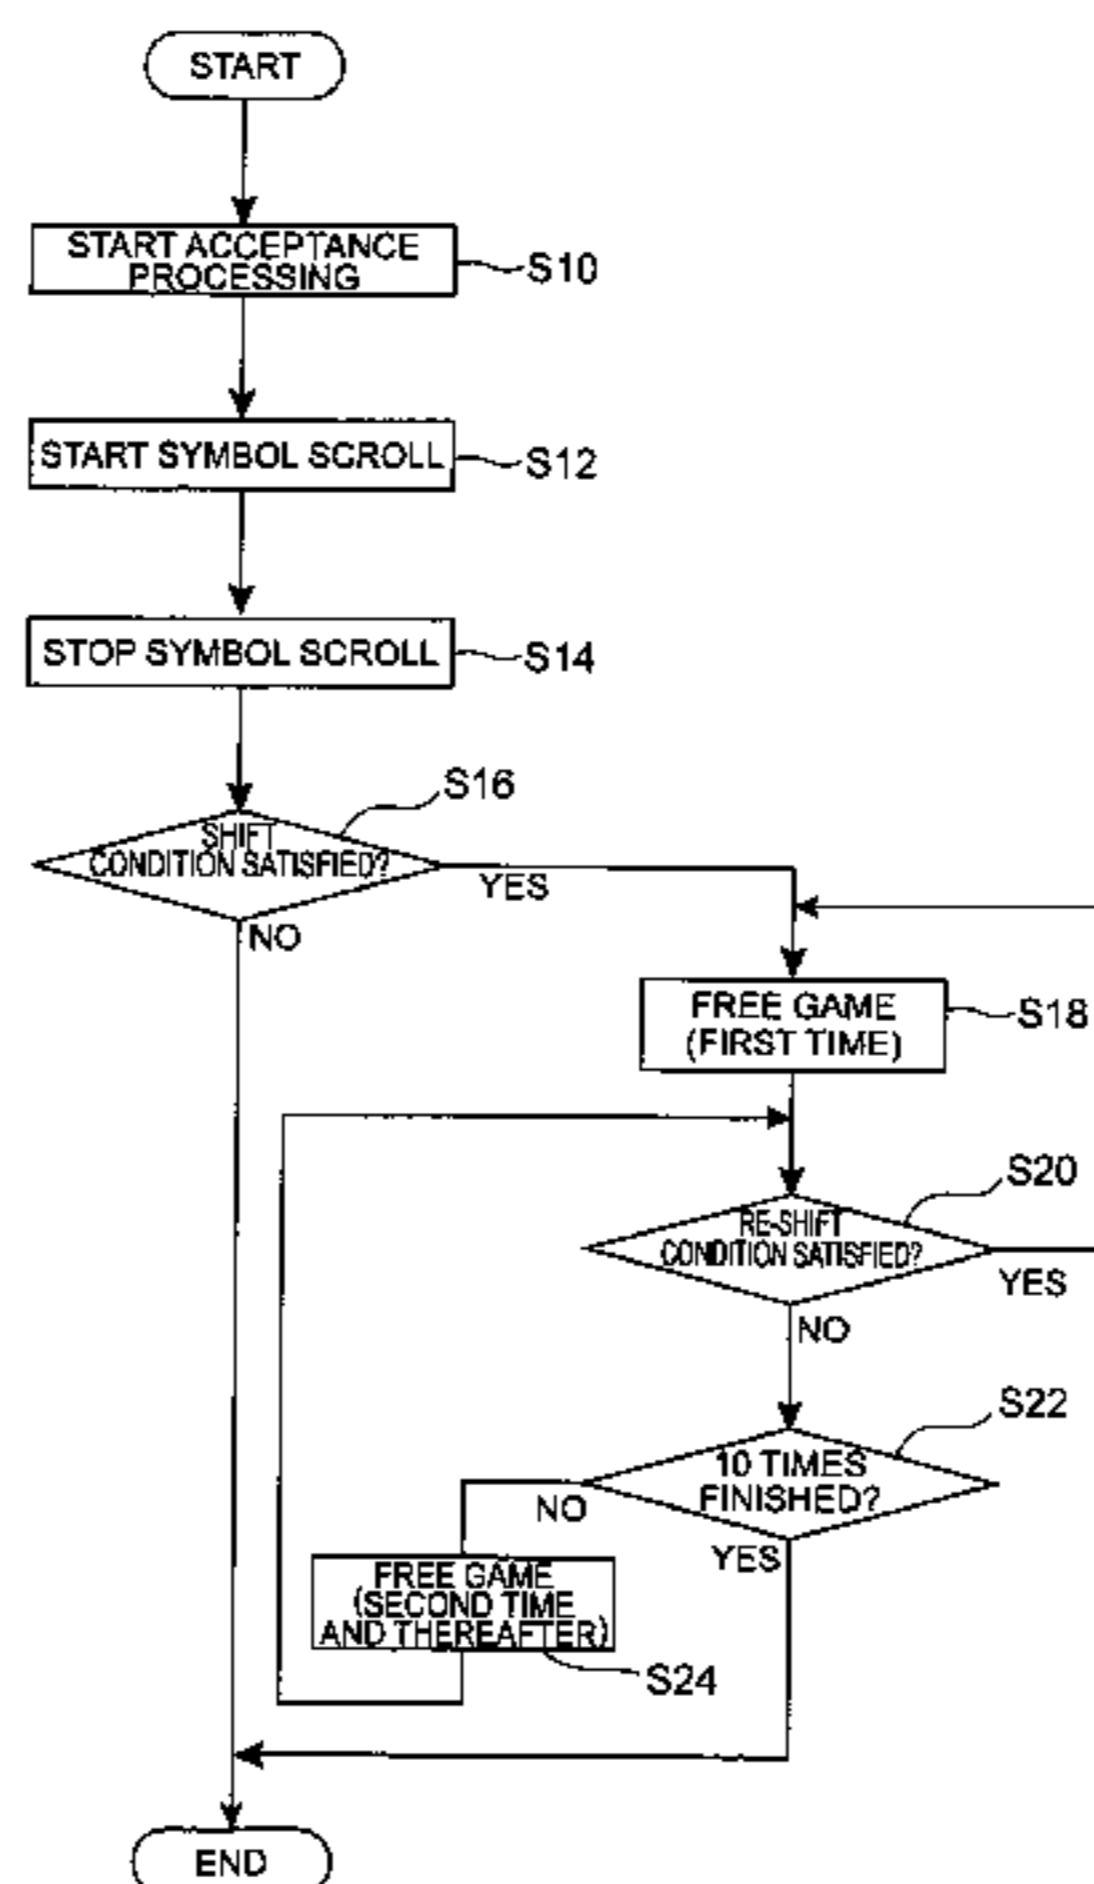 START
START ACCEPTANCE
PROCESSING
S10
START SYMBOL SCROLL
S12
STOP SYMBOL SCROLL
S14
S16
SHIFT
CONDITION SATISFIED?
YES
NO
FREE GAME
(FIRST TIME)
S18
S20
RE-SHIFT
CONDITION SATISFIED?
YES
NO
S22
10 TIMES
FINISHED?
NO
YES
FREE GAME
(SECOND TIME
AND THEREAFTER)
S24
END